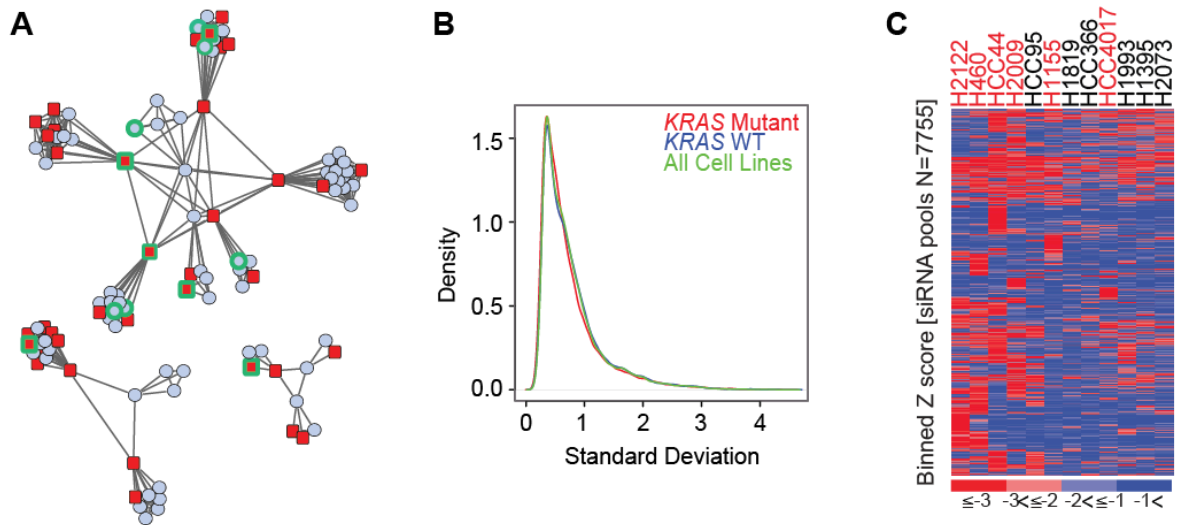 A
B
C
KRAS Mutant
KRAS WT
All Cell Lines
1.5
1.0
0.5
0.0
Density
0
1
2
3
4
Standard Deviation
H2122
H460
HCC44
H2009
HCC95
H1155
H1819
HCC366
HCC4017
H1993
H1395
H2073
Binned Z score [siRNA pools N=7755]
≦-3
-3<≦-2
-2<≦-1
-1<